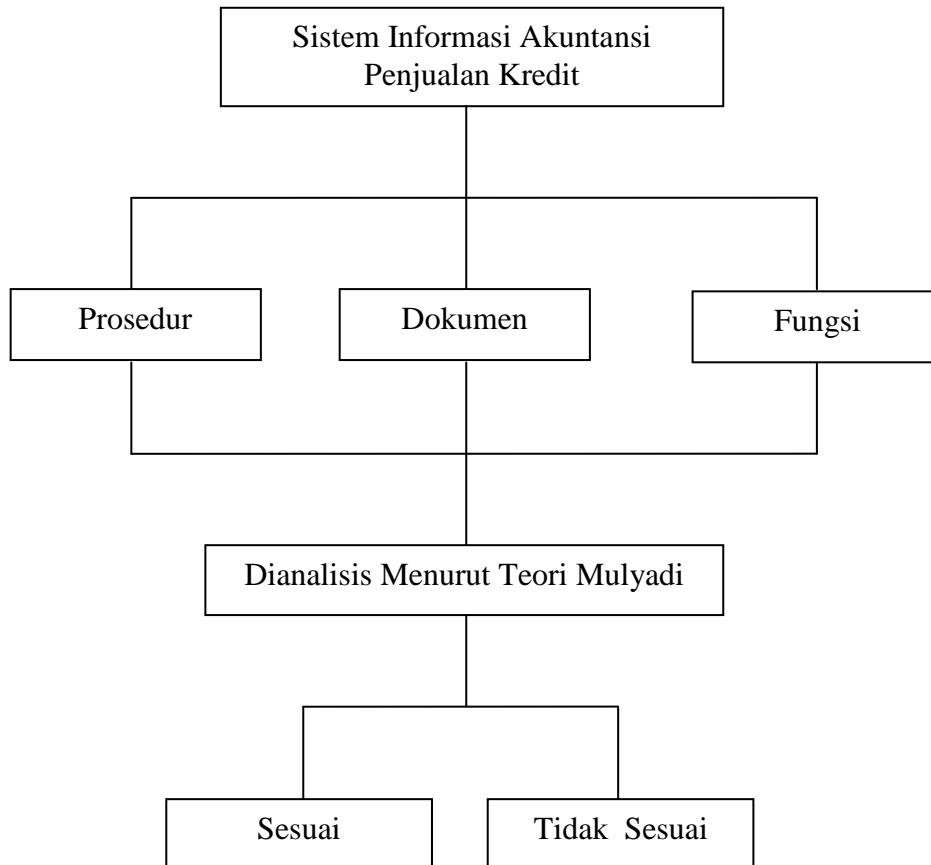 Sistem Informasi Akuntansi
Penjualan Kredit
Prosedur
Dokumen
Fungsi
Dianalisis Menurut Teori Mulyadi
Sesuai
Tidak Sesuai